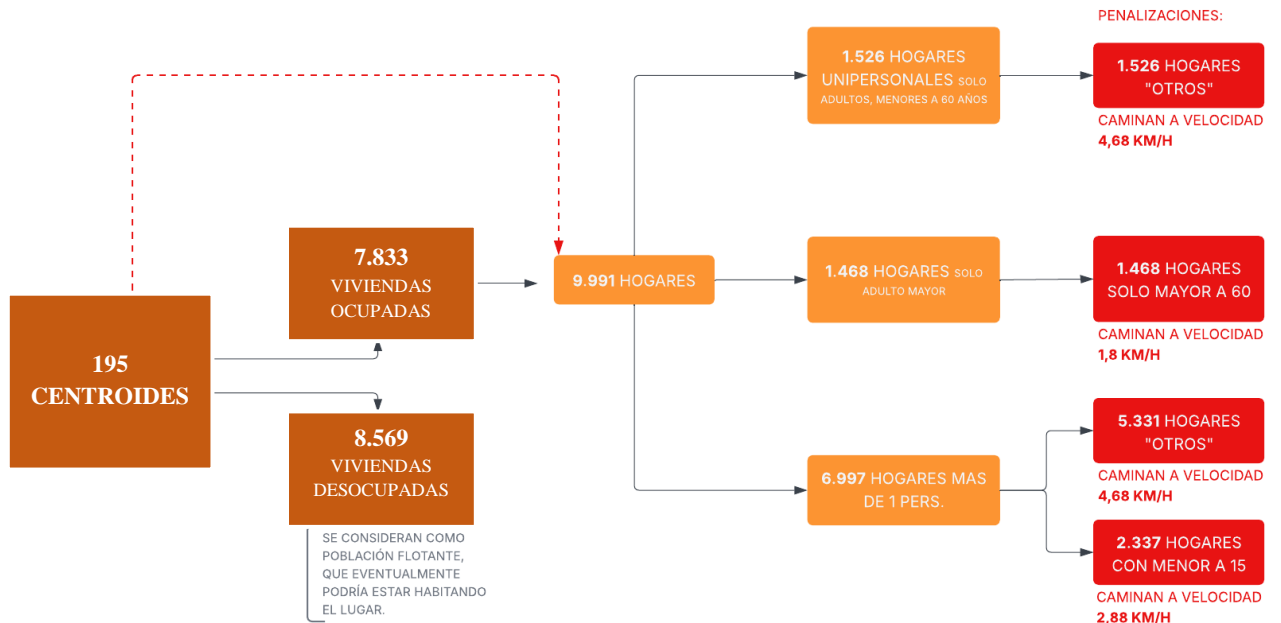 195
CENTROIDES
7.833
VIVIENDAS
OCUPADAS
8.569
VIVIENDAS
DESOCUPADAS
SE CONSIDERAN COMO
POBLACIÓN FLOTANTE,
QUE EVENTUALMENTE
PODRÍA ESTAR HABITANDO
EL LUGAR.
9.991 HOGARES
1.526 HOGARES
UNIPERSONALES SOLO
ADULTOS, MENORES A 60 AÑOS
1.468 HOGARES SOLO
ADULTO MAYOR
6.997 HOGARES MAS
DE 1 PERS.
PENALIZACIONES:
1.526 HOGARES
"OTROS"
CAMINAN A VELOCIDAD
4,68 KM/H
1.468 HOGARES
SOLO MAYOR A 60
CAMINAN A VELOCIDAD
1,8 KM/H
5.331 HOGARES
"OTROS"
CAMINAN A VELOCIDAD
4,68 KM/H
2.337 HOGARES
CON MENOR A 15
CAMINAN A VELOCIDAD
2,88 KM/H